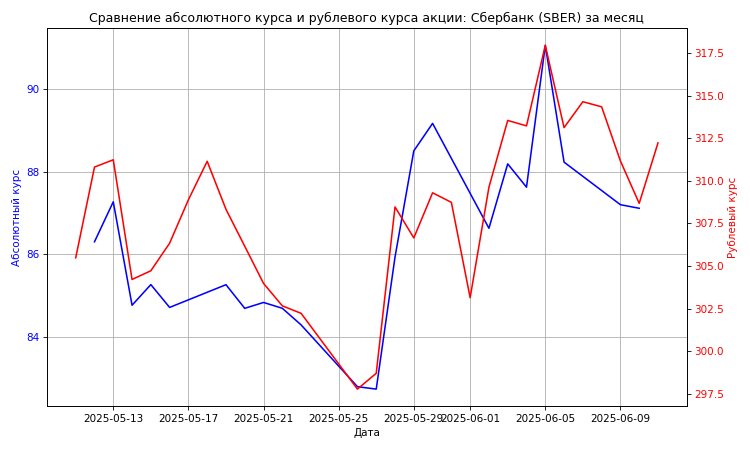 Сравнение абсолютного курса и рублевого курса акции: Сбербанк (SBER) за месяц
90
88
86
84
Абсолютный курс
317.5
315.0
312.5
310.0
307.5
305.0
302.5
300.0
297.5
Рублевый курс
2025-05-13 2025-05-17 2025-05-21 2025-05-25 2025-05-29 2025-06-01 2025-06-05 2025-06-09
Дата